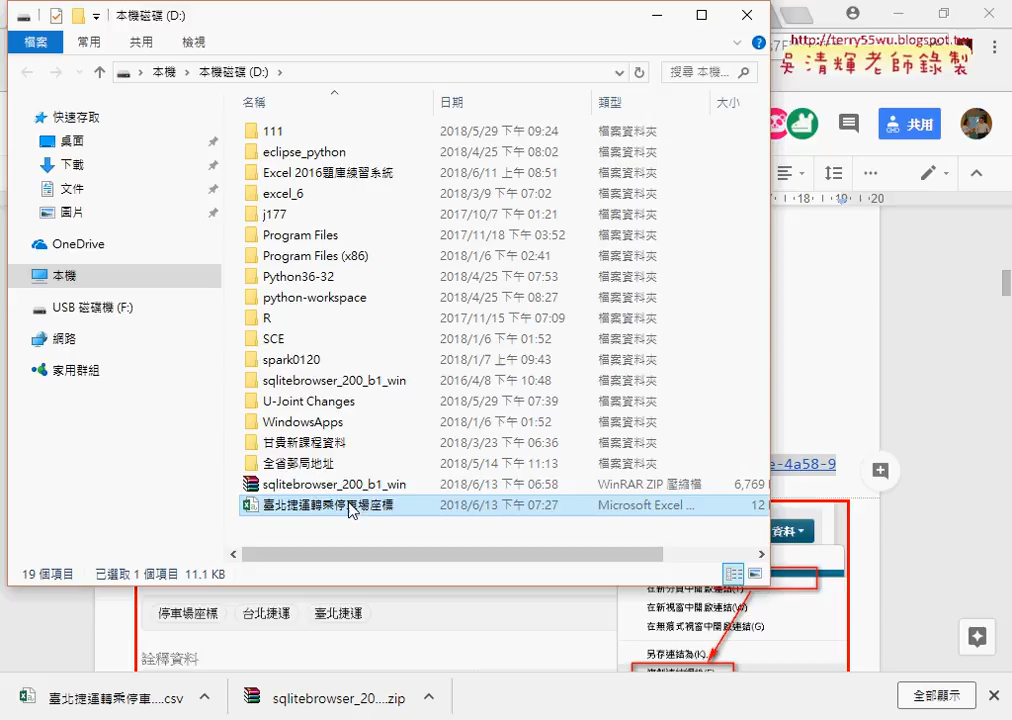 本機磁碟 (D:)
檔案 常用 共用 檢視
本機 本機磁碟 (D:) 搜尋 本機...
http://terry55wu.blogspot.tw
吳清輝老師錄製
共用
18 19 20
快速存取
桌面
下載
文件
圖片
OneDrive
本機
USB 磁碟機 (F:)
網路
家用群組
名稱 日期 類型 大小
111 2018/5/29 下午 09:24 檔案資料夾
eclipse_python 2018/4/25 下午 08:02 檔案資料夾
Excel 2016題庫練習系統 2018/6/11 上午 08:51 檔案資料夾
excel_6 2018/3/9 下午 07:02 檔案資料夾
j177 2017/10/7 下午 01:21 檔案資料夾
Program Files 2017/11/18 下午 03:52 檔案資料夾
Program Files (x86) 2018/1/6 下午 02:41 檔案資料夾
Python36-32 2018/4/25 下午 07:53 檔案資料夾
python-workspace 2018/4/25 下午 08:27 檔案資料夾
R 2017/11/15 下午 07:09 檔案資料夾
SCE 2018/1/6 下午 01:52 檔案資料夾
spark0120 2018/1/7 上午 09:43 檔案資料夾
sqlitebrowser_200_b1_win 2016/4/8 下午 10:48 檔案資料夾
U-Joint Changes 2018/5/29 下午 07:39 檔案資料夾
WindowsApps 2018/1/6 下午 01:52 檔案資料夾
甘貴新課程資料 2018/3/23 下午 06:36 檔案資料夾
全省郵局地址 2018/5/14 下午 11:13 檔案資料夾
sqlitebrowser_200_b1_win 2018/6/13 下午 06:58 WinRAR ZIP 壓縮檔 6,769
臺北捷運轉乘停車場座標 2018/6/13 下午 07:27 Microsoft Excel ... 12
19 個項目 已選取 1 個項目 11.1 KB
e-4a58-9
資料
在新分頁中開啟連結(T)
在新視窗中開啟連結(W)
在無痕式視窗中開啟連結(G)
另存連結為(K)...
停車場座標 台北捷運 臺北捷運
詮釋資料
臺北捷運轉乘停車....csv sqlitebrowser_20....zip 全部顯示